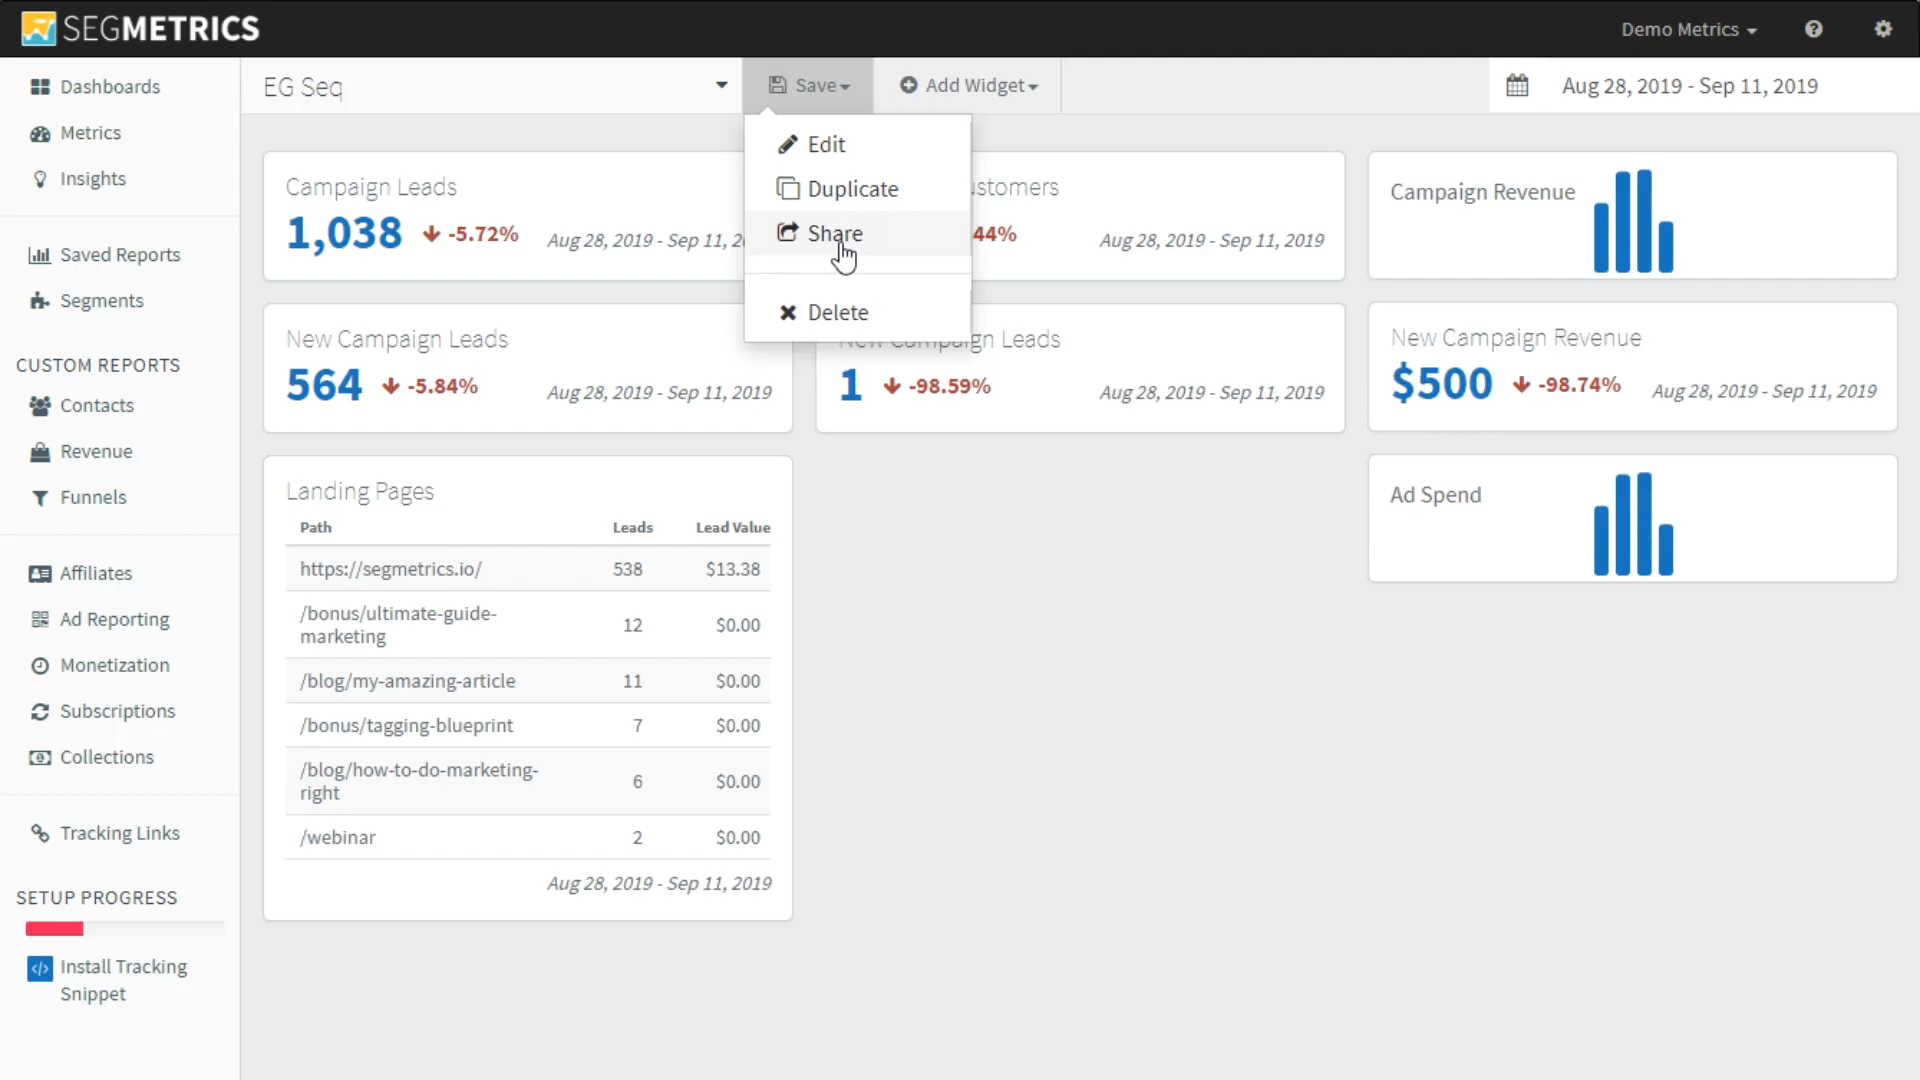 SEGMETRICS
Demo Metrics
Dashboards
Metrics
Insights
Saved Reports
Segments
CUSTOM REPORTS
Contacts
Revenue
Funnels
Affiliates
Ad Reporting
Monetization
Subscriptions
Collections
Tracking Links
SETUP PROGRESS
Install Tracking
Snippet
EG Seq
Save
Add Widget
Aug 28, 2019 - Sep 11, 2019
Edit
Duplicate
Share
Delete
Campaign Leads
1,038 -5.72% Aug 28, 2019 - Sep 11,
ustomers
44% Aug 28, 2019 - Sep 11, 2019
Campaign Revenue
New Campaign Leads
564 -5.84% Aug 28, 2019 - Sep 11, 2019
New Campaign Leads
1 -98.59% Aug 28, 2019 - Sep 11, 2019
New Campaign Revenue
$500 -98.74% Aug 28, 2019 - Sep 11, 2019
Landing Pages
Path Leads Lead Value
https://segmetrics.io/ 538 $13.38
/bonus/ultimate-guide-
marketing 12 $0.00
/blog/my-amazing-article 11 $0.00
/bonus/tagging-blueprint 7 $0.00
/blog/how-to-do-marketing-
right 6 $0.00
/webinar 2 $0.00
Aug 28, 2019 - Sep 11, 2019
Ad Spend